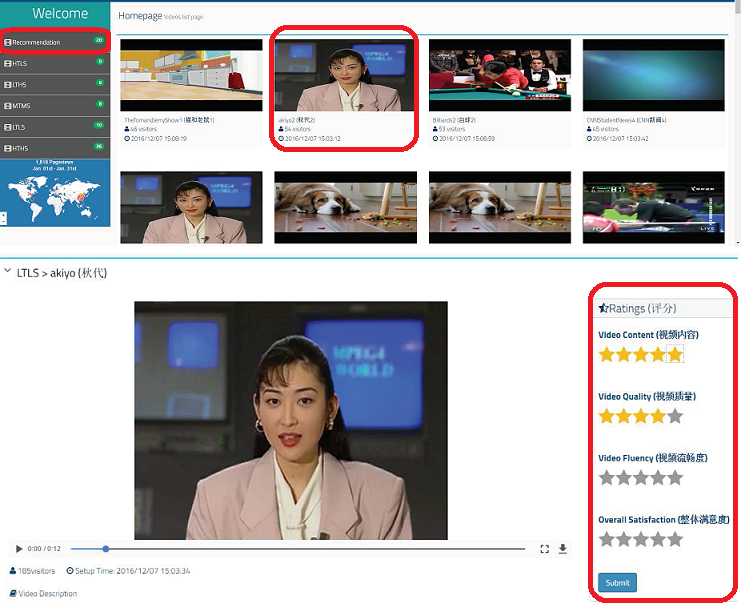 Welcome
Homepage Videos list page
Recommendation 20
HTLS 0
LTHS 6
MTMS 8
LTLS 10
HTHS 36
1,016 Pageviews
Jan. 01st - Jan. 31st
TheTomandJerryShow1 (猫和老鼠1)
46 visitors
2016/12/07 15:08:19
akiyo2 (秋代2)
54 visitors
2016/12/07 15:03:12
Billiards2 (台球2)
53 visitors
2016/12/07 15:08:59
CNNStudentNews4 (CNN新闻4)
45 visitors
2016/12/07 15:03:42
LIVE
LTLS > akiyo (秋代)
MPEG4
WORLD
0:00 / 0:12
185visitors Setup Time: 2016/12/07 15:03:34
Video Description
Ratings (评分)
Video Content (视频内容)
Video Quality (视频质量)
Video Fluency (视频流畅度)
Overall Satisfaction (整体满意度)
Submit